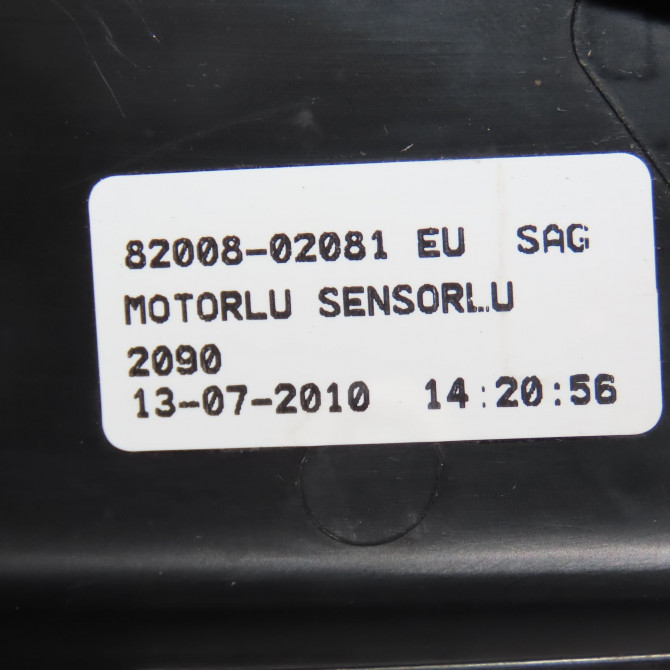 82008-02081 EU SAG
MOTORLU SENSORLU
2090
13-07-2010 14:20:56